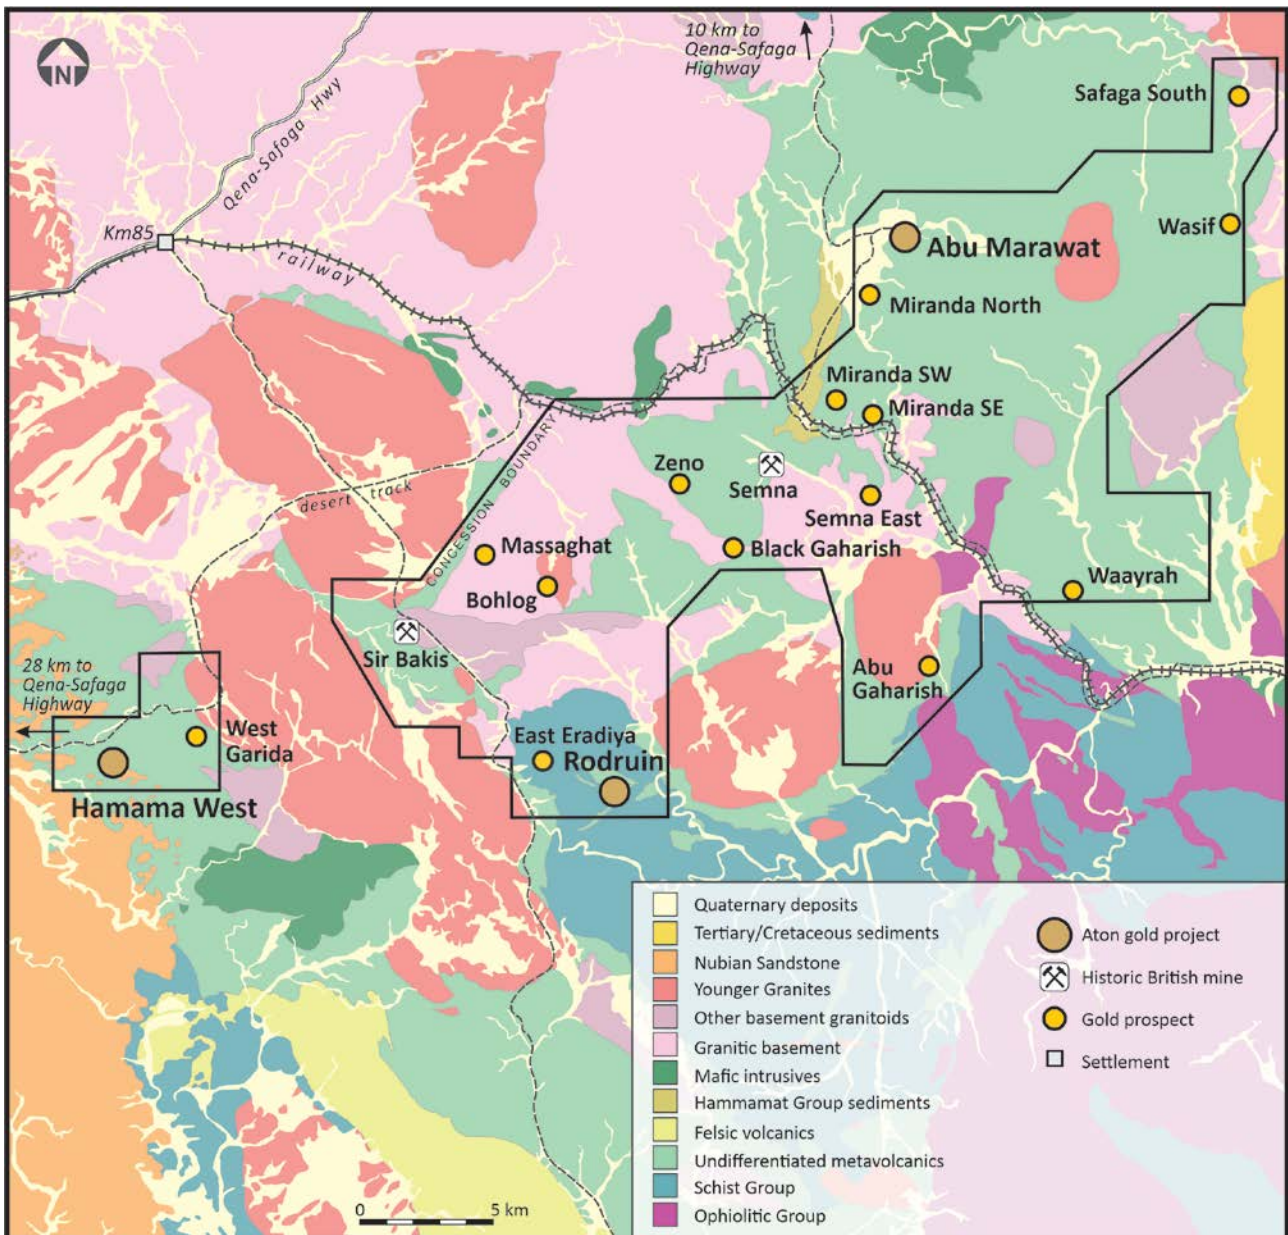 N
10 km to
Qena-Safaga
Highway
Safaga South
Qena-Safoga Hwy
Km85
railway
Wasif
Abu Marawat
Miranda North
Miranda SW
Miranda SE
CONCESSION BOUNDARY
desert track
Zeno
Semna
Semna East
Massaghat
Black Gaharish
Bohlog
Waayrah
Sir Bakis
28 km to
Qena-Safaga
Highway
Abu
Gaharish
West
Garida
East Eradiya
Rodruin
Hamama West
Quaternary deposits
Tertiary/Cretaceous sediments
Nubian Sandstone
Younger Granites
Other basement granitoids
Granitic basement
Mafic intrusives
Hammamat Group sediments
Felsic volcanics
Undifferentiated metavolcanics
Schist Group
Ophiolitic Group
Aton gold project
Historic British mine
Gold prospect
Settlement
0 5 km